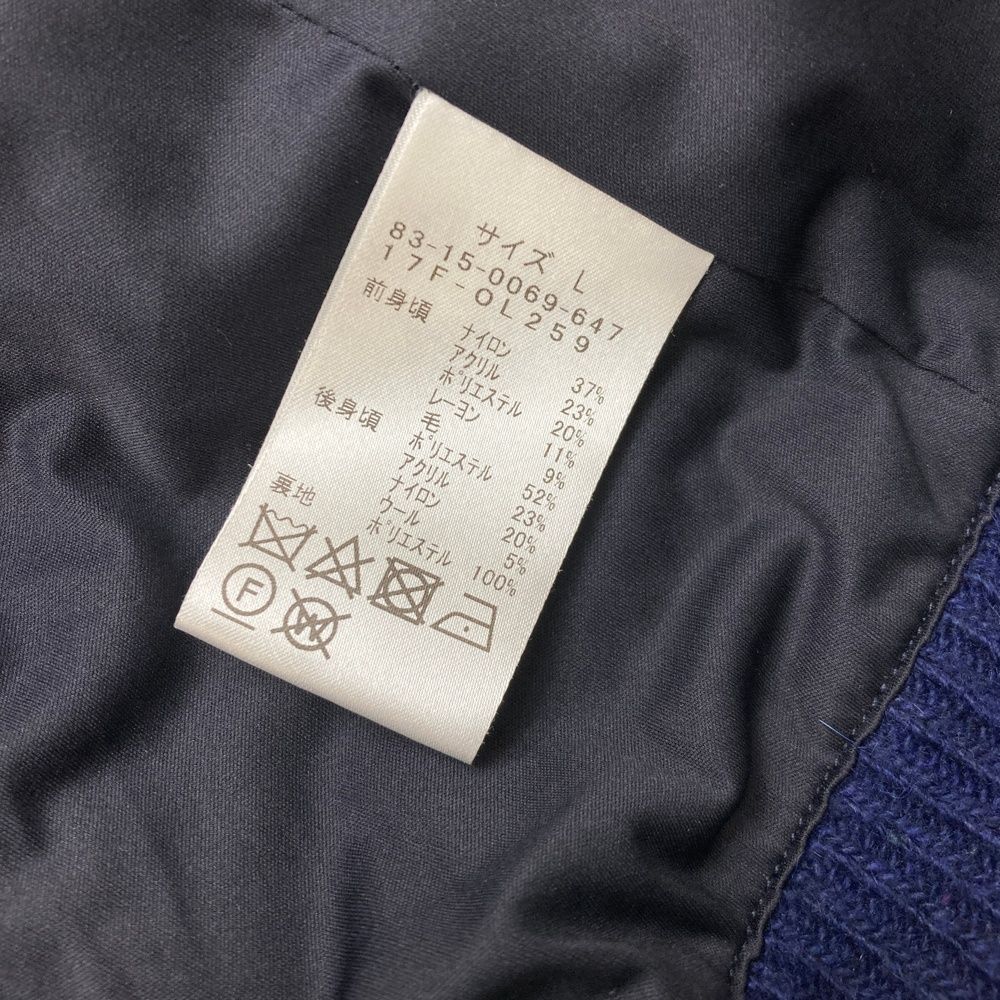 サイズ L
83-15-0069-647
17F-OL259
前身頃 ナイロン 37%
アクリル 23%
ポリエステル 20%
レーヨン 11%
毛 9%
後身頃 ポリエステル 52%
アクリル 23%
ナイロン 20%
ウール 5%
裏地 ポリエステル 100%
F W